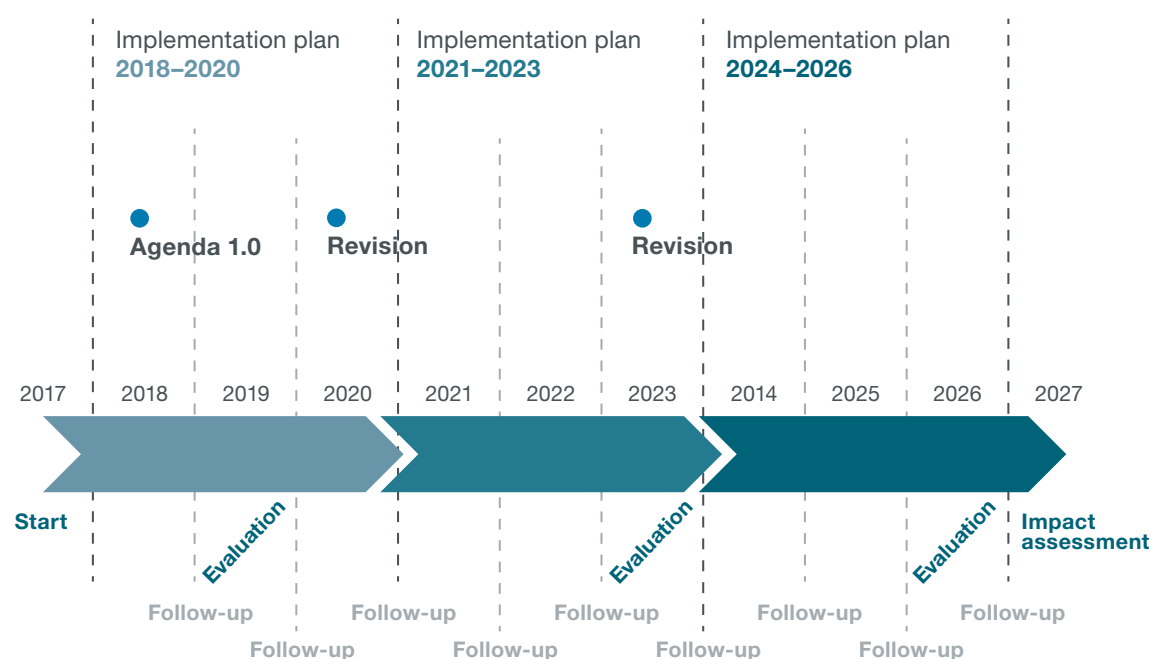 Implementation plan
2018–2020
Implementation plan
2021–2023
Implementation plan
2024–2026
Agenda 1.0
Revision
Revision
2017
2018
2019
2020
2021
2022
2023
2014
2025
2026
2027
Start
Evaluation
Evaluation
Evaluation
Impact
assessment
Follow-up
Follow-up
Follow-up
Follow-up
Follow-up
Follow-up
Follow-up
Follow-up
Follow-up